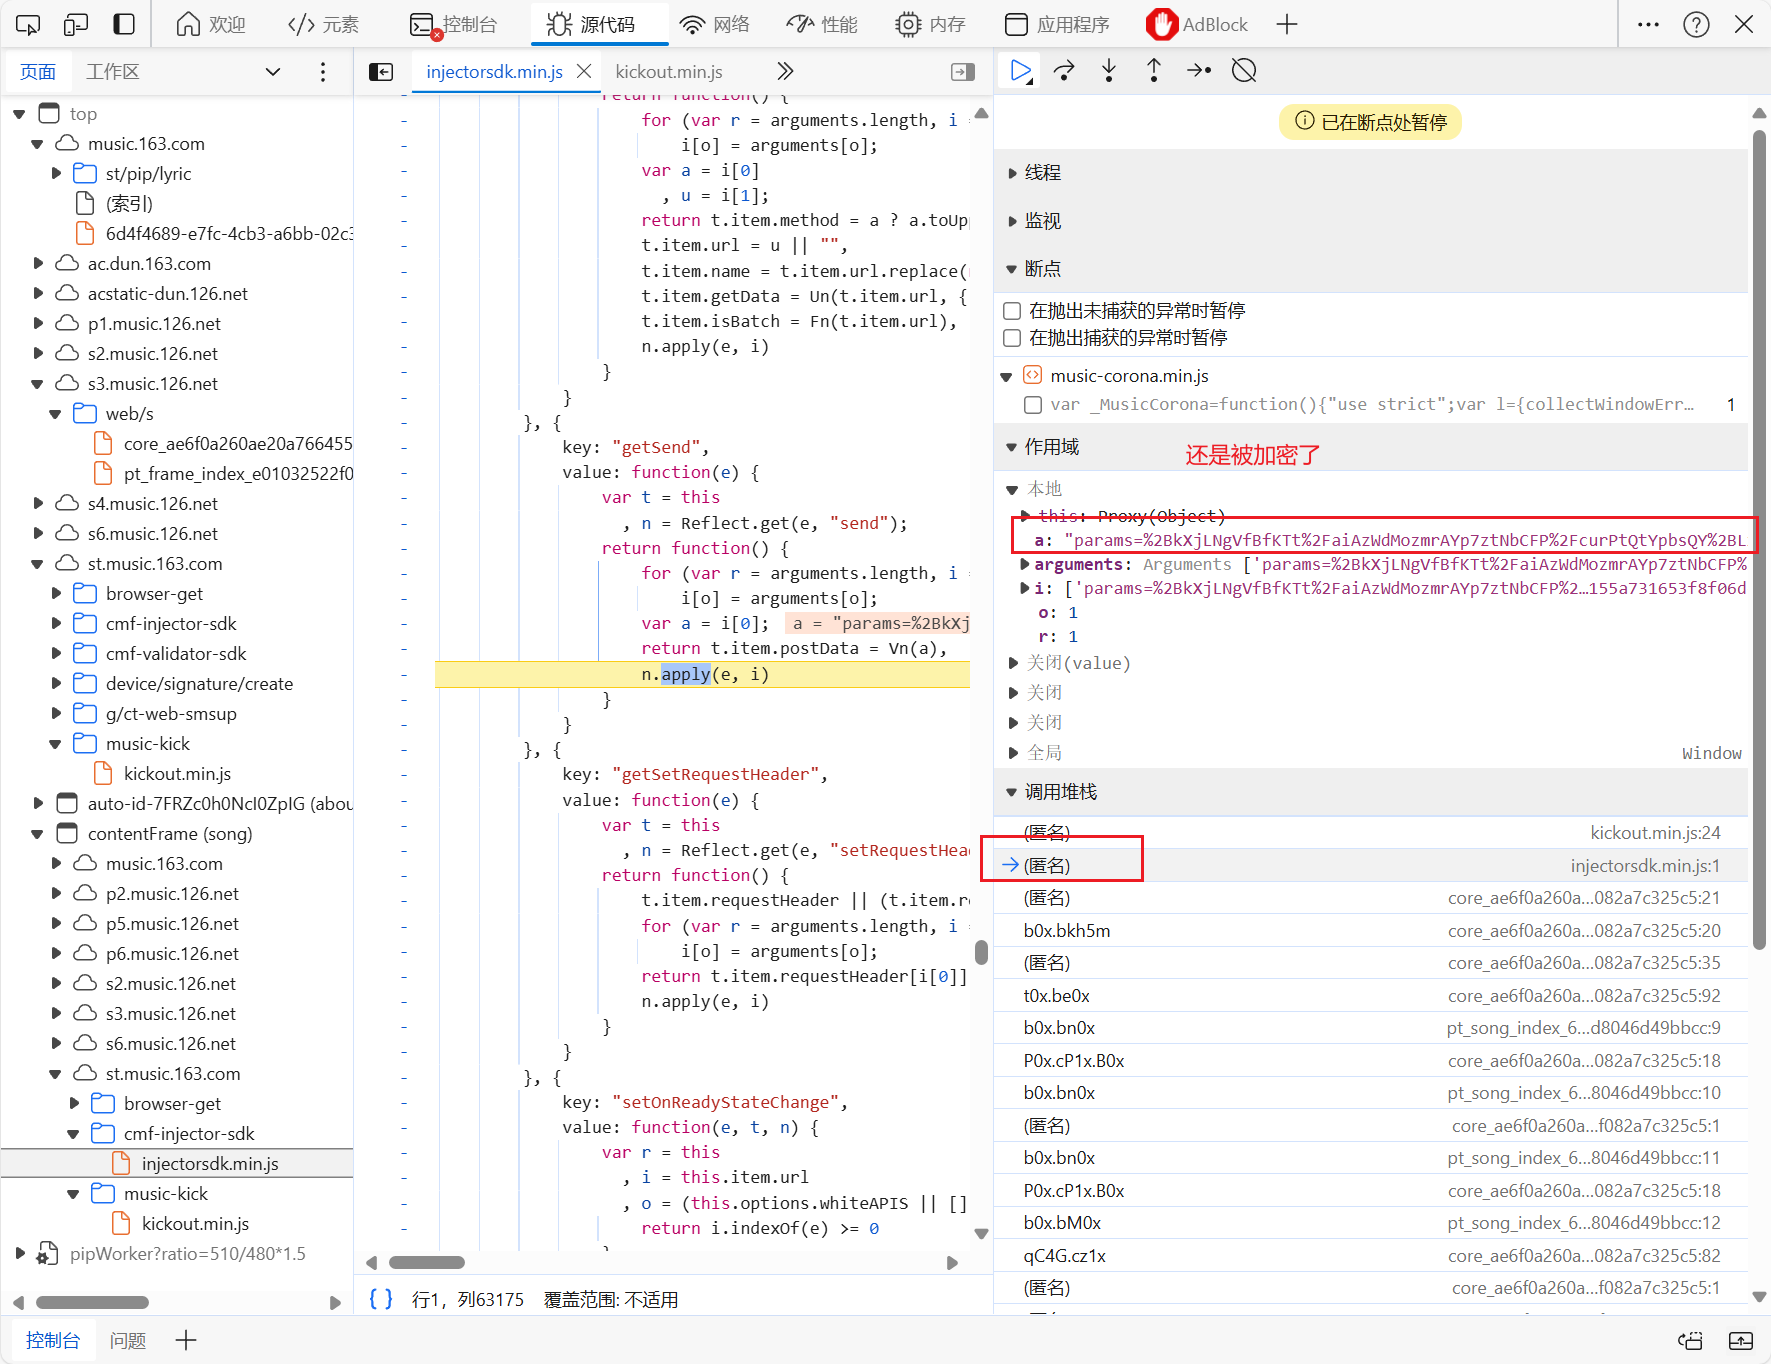 欢迎
元素
控制台
源代码
网络
性能
内存
应用程序
AdBlock
页面
工作区
injectorsdk.min.js
kickout.min.js
top
music.163.com
st/pip/lyric
(索引)
6d4f4689-e7fc-4cb3-a6bb-02c3
ac.dun.163.com
acstatic-dun.126.net
p1.music.126.net
s2.music.126.net
s3.music.126.net
web/s
core_ae6f0a260ae20a766455
pt_frame_index_e01032522f0
s4.music.126.net
s6.music.126.net
st.music.163.com
browser-get
cmf-injector-sdk
cmf-validator-sdk
device/signature/create
g/ct-web-smsup
music-kick
kickout.min.js
auto-id-7FRZc0h0NcI0ZpIG (abou
contentFrame (song)
music.163.com
p2.music.126.net
p5.music.126.net
p6.music.126.net
s2.music.126.net
s3.music.126.net
s6.music.126.net
st.music.163.com
browser-get
cmf-injector-sdk
injectorsdk.min.js
music-kick
kickout.min.js
pipWorker?ratio=510/480*1.5
return function() {
for (var r = arguments.length, i =
i[o] = arguments[o];
var a = i[0]
, u = i[1];
return t.item.method = a ? a.toUp
t.item.url = u || "",
t.item.name = t.item.url.replace(
t.item.getData = Un(t.item.url, {
t.item.isBatch = Fn(t.item.url),
n.apply(e, i)
}
}
}, {
key: "getSend",
value: function(e) {
var t = this
, n = Reflect.get(e, "send");
return function() {
for (var r = arguments.length, i =
i[o] = arguments[o];
var a = i[0]; a = "params=%2BkXj
return t.item.postData = Vn(a),
n.apply(e, i)
}
}
}, {
key: "getSetRequestHeader",
value: function(e) {
var t = this
, n = Reflect.get(e, "setRequestHea
return function() {
t.item.requestHeader || (t.item.re
for (var r = arguments.length, i =
i[o] = arguments[o];
return t.item.requestHeader[i[0]]
n.apply(e, i)
}
}
}, {
key: "setOnReadyStateChange",
value: function(e, t, n) {
var r = this
, i = this.item.url
, o = (this.options.whiteAPIS || []
return i.indexOf(e) >= 0
{ } 行1，列63175 覆盖范围: 不适用
已在断点处暂停
线程
监视
断点
在抛出未捕获的异常时暂停
在抛出捕获的异常时暂停
music-corona.min.js
var _MusicCorona=function(){"use strict";var l={collectWindowErr… 1
作用域
还是被加密了
本地
this: Proxy(Object)
a: "params=%2BkXjLNgVfBfKTt%2FaiAzWdMozmrAYp7ztNbCFP%2FcurPtQtYpbsQY%2BL
arguments: Arguments ['params=%2BkXjLNgVfBfKTt%2FaiAzWdMozmrAYp7ztNbCFP%
i: ['params=%2BkXjLNgVfBfKTt%2FaiAzWdMozmrAYp7ztNbCFP%2…155a731653f8f06d
o: 1
r: 1
关闭(value)
关闭
关闭
全局 Window
调用堆栈
(匿名) kickout.min.js:24
(匿名) injectorsdk.min.js:1
(匿名) core_ae6f0a260a…082a7c325c5:21
b0x.bkh5m core_ae6f0a260a…082a7c325c5:20
(匿名) core_ae6f0a260a…082a7c325c5:35
t0x.be0x core_ae6f0a260a…082a7c325c5:92
b0x.bn0x pt_song_index_6…d8046d49bbcc:9
P0x.cP1x.B0x core_ae6f0a260a…082a7c325c5:18
b0x.bn0x pt_song_index_6…8046d49bbcc:10
(匿名) core_ae6f0a260a…f082a7c325c5:1
b0x.bn0x pt_song_index_6…8046d49bbcc:11
P0x.cP1x.B0x core_ae6f0a260a…082a7c325c5:18
b0x.bM0x pt_song_index_6…8046d49bbcc:12
qC4G.cz1x core_ae6f0a260a…082a7c325c5:82
(匿名) core_ae6f0a260a…f082a7c325c5:1
控制台
问题